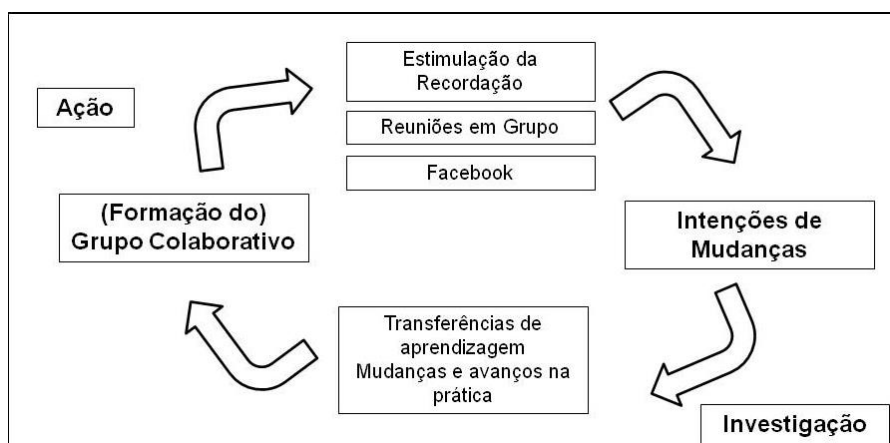 Ação
Estimulação da
Recordação
Reuniões em Grupo
Facebook
(Formação do)
Grupo Colaborativo
Intenções de
Mudanças
Transferências de
aprendizagem
Mudanças e avanços na
prática
Investigação